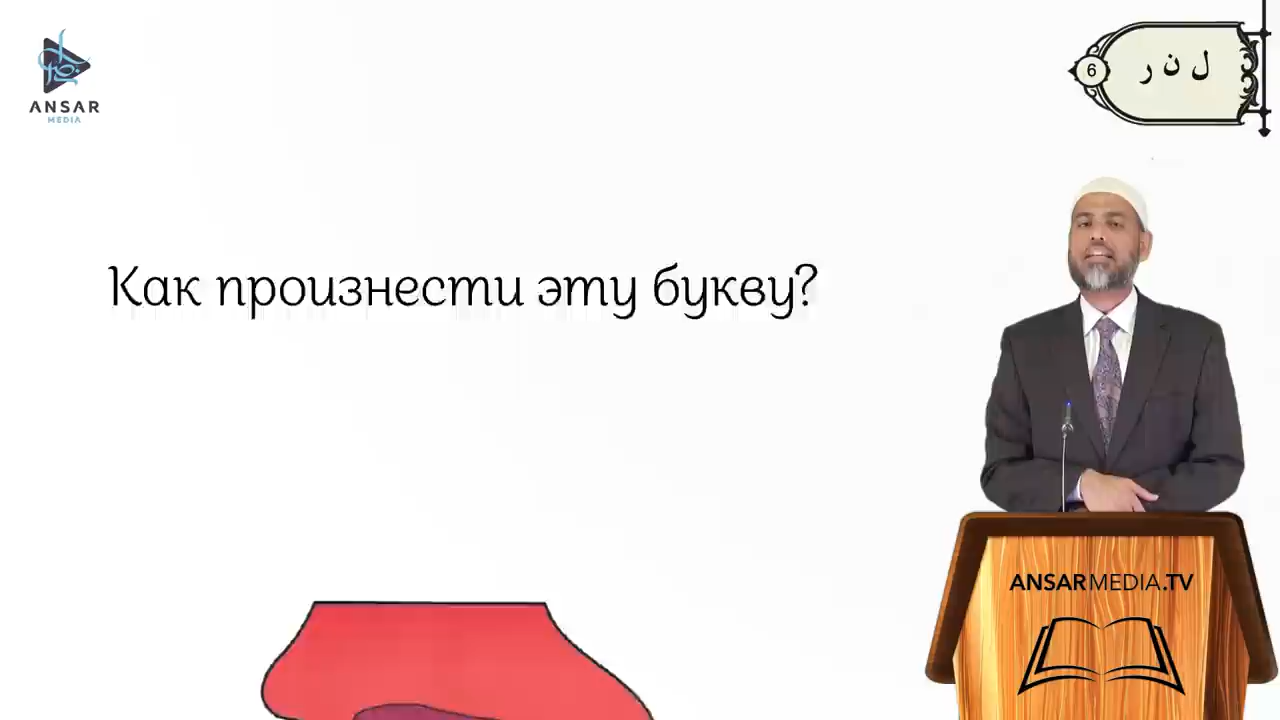 ANSAR
MEDIA
6
ل ن ر
Как произнести эту букву?
ANSARMEDIA.TV